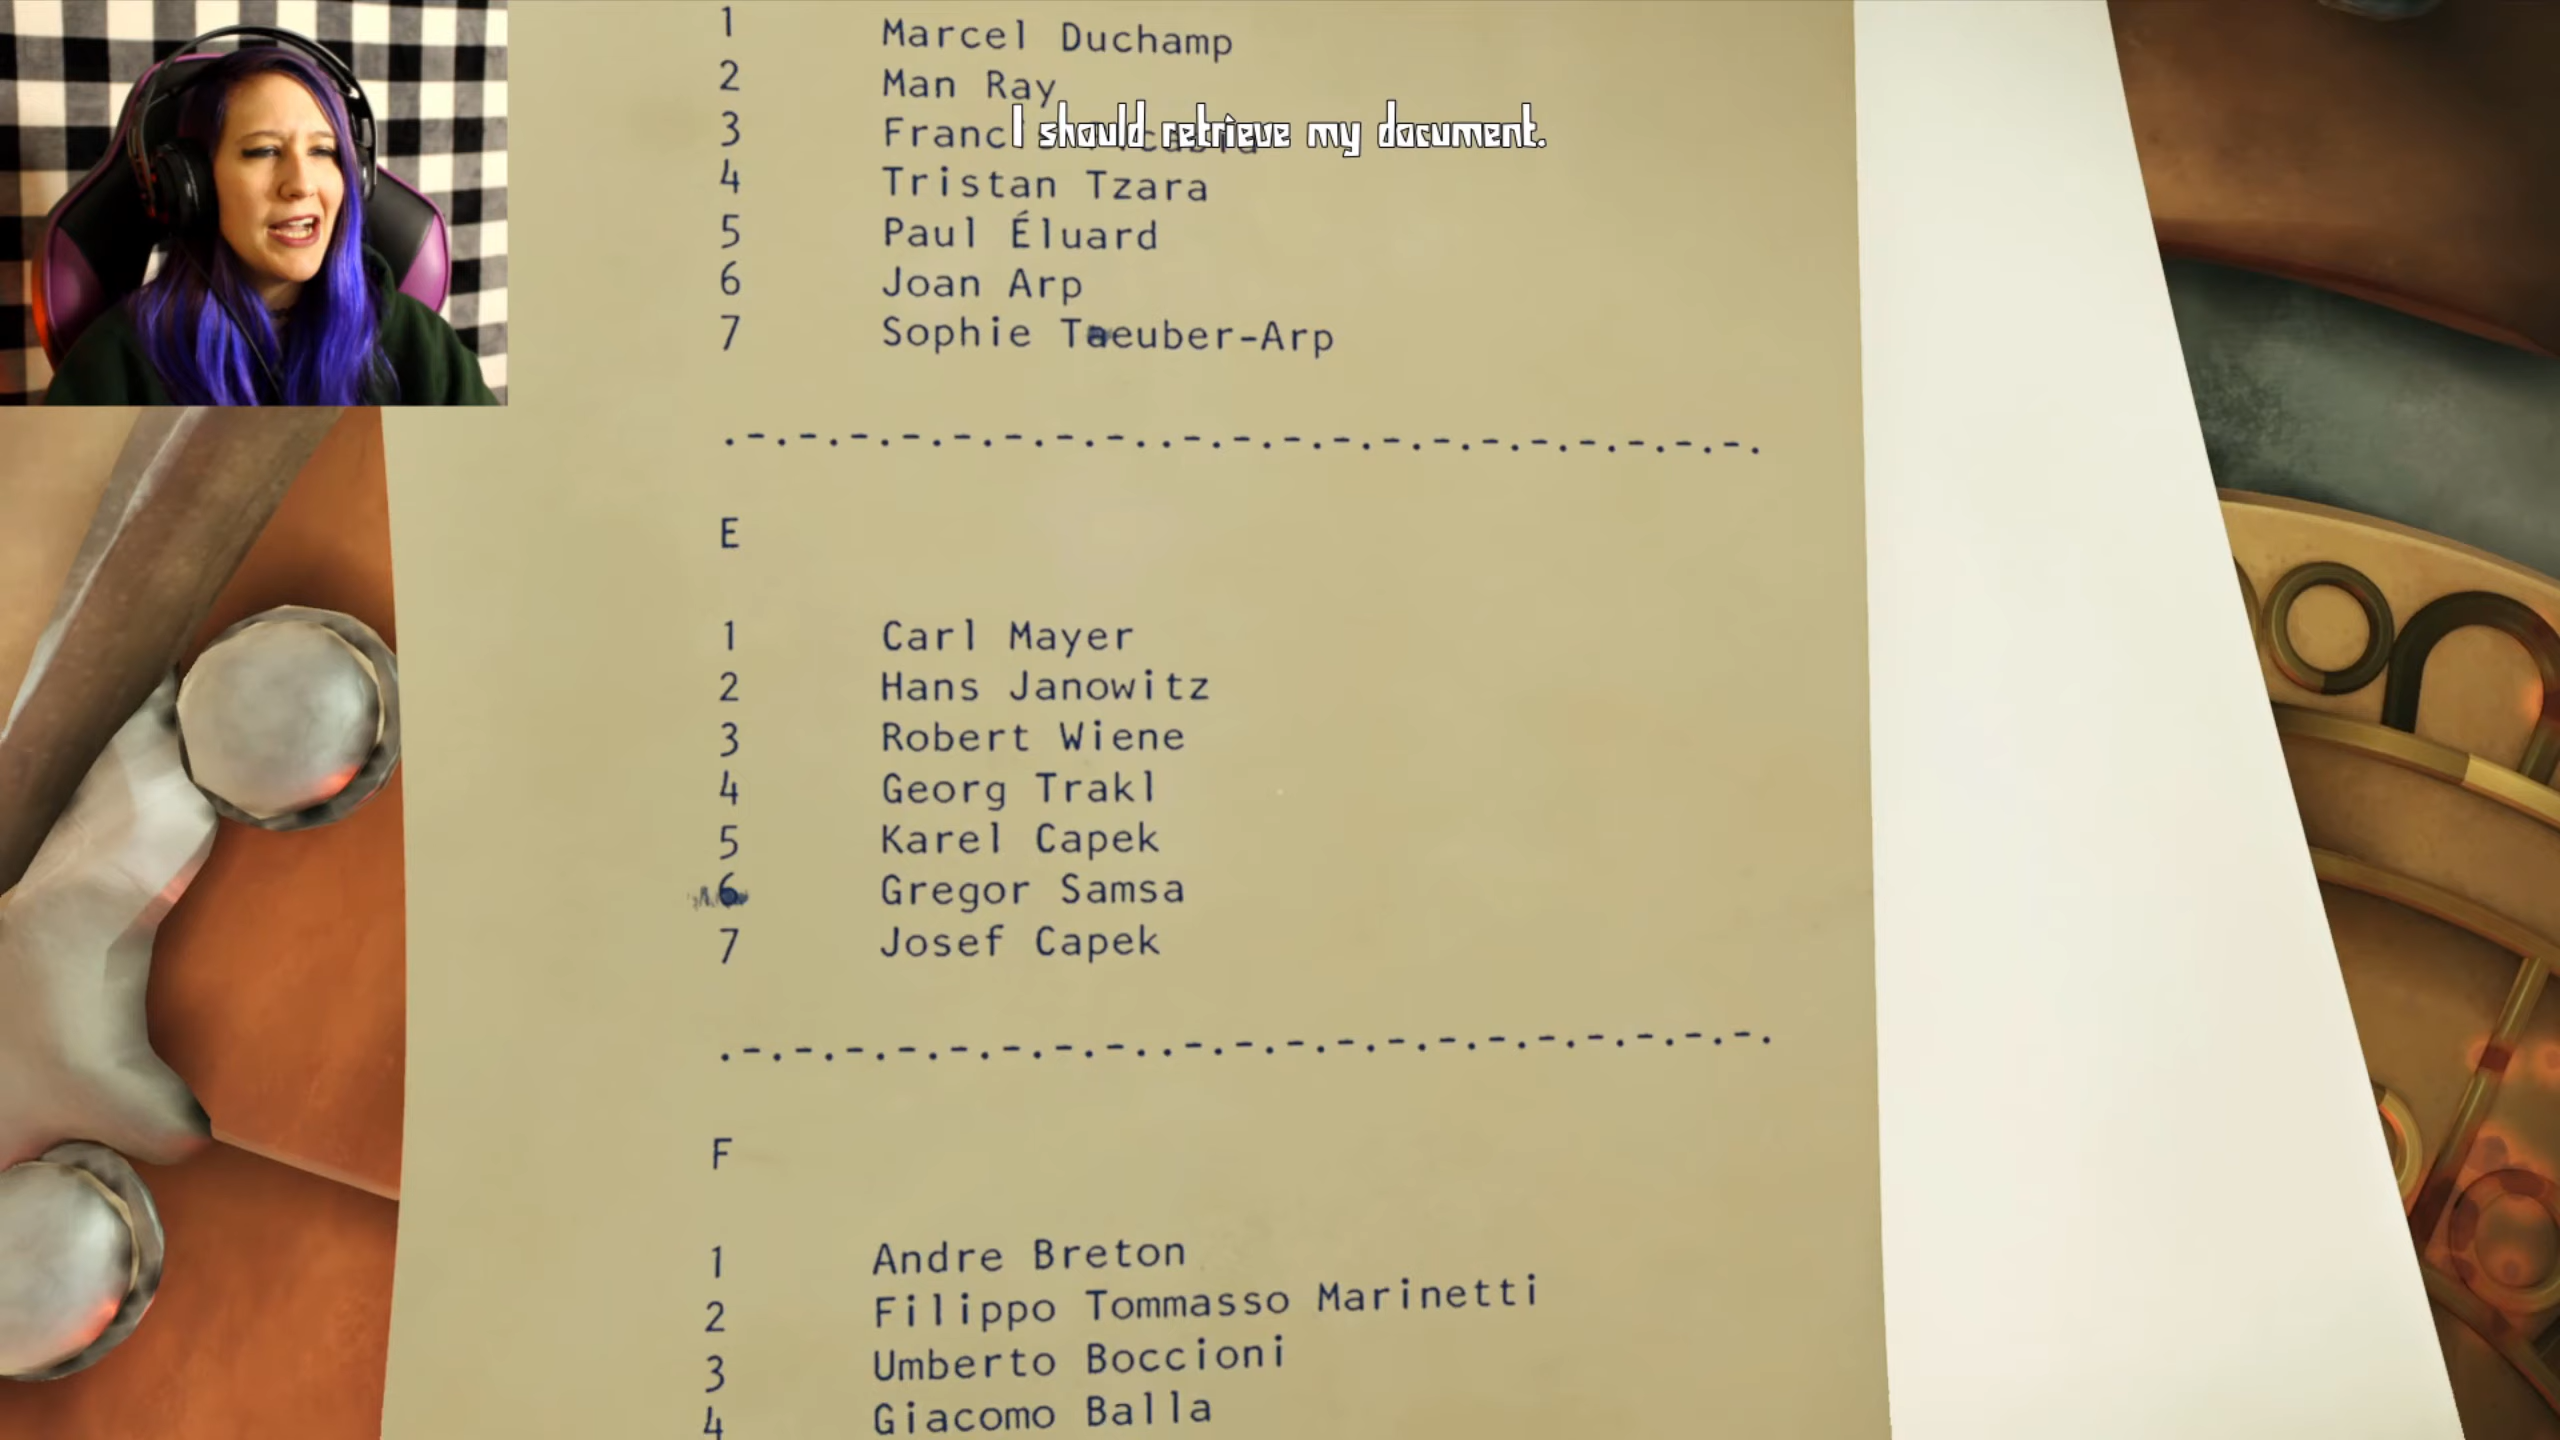 1 Marcel Duchamp
2 Man Ray
I should retrieve my document.
3
4 Tristan Tzara
5 Paul Éluard
6 Joan Arp
7 Sophie Taeuber-Arp
.-.-.-.-.-.-.-.-..-.-.-.-.-.-.-.-.-.-.-.
E
1 Carl Mayer
2 Hans Janowitz
3 Robert Wiene
4 Georg Trakl
5 Karel Capek
6 Gregor Samsa
7 Josef Capek
.-.-.-.-.-.-.-.-..-.-.-.-.-.-.-.-.-.-.-.
F
1 Andre Breton
2 Filippo Tommasso Marinetti
3 Umberto Boccioni
4 Giacomo Balla